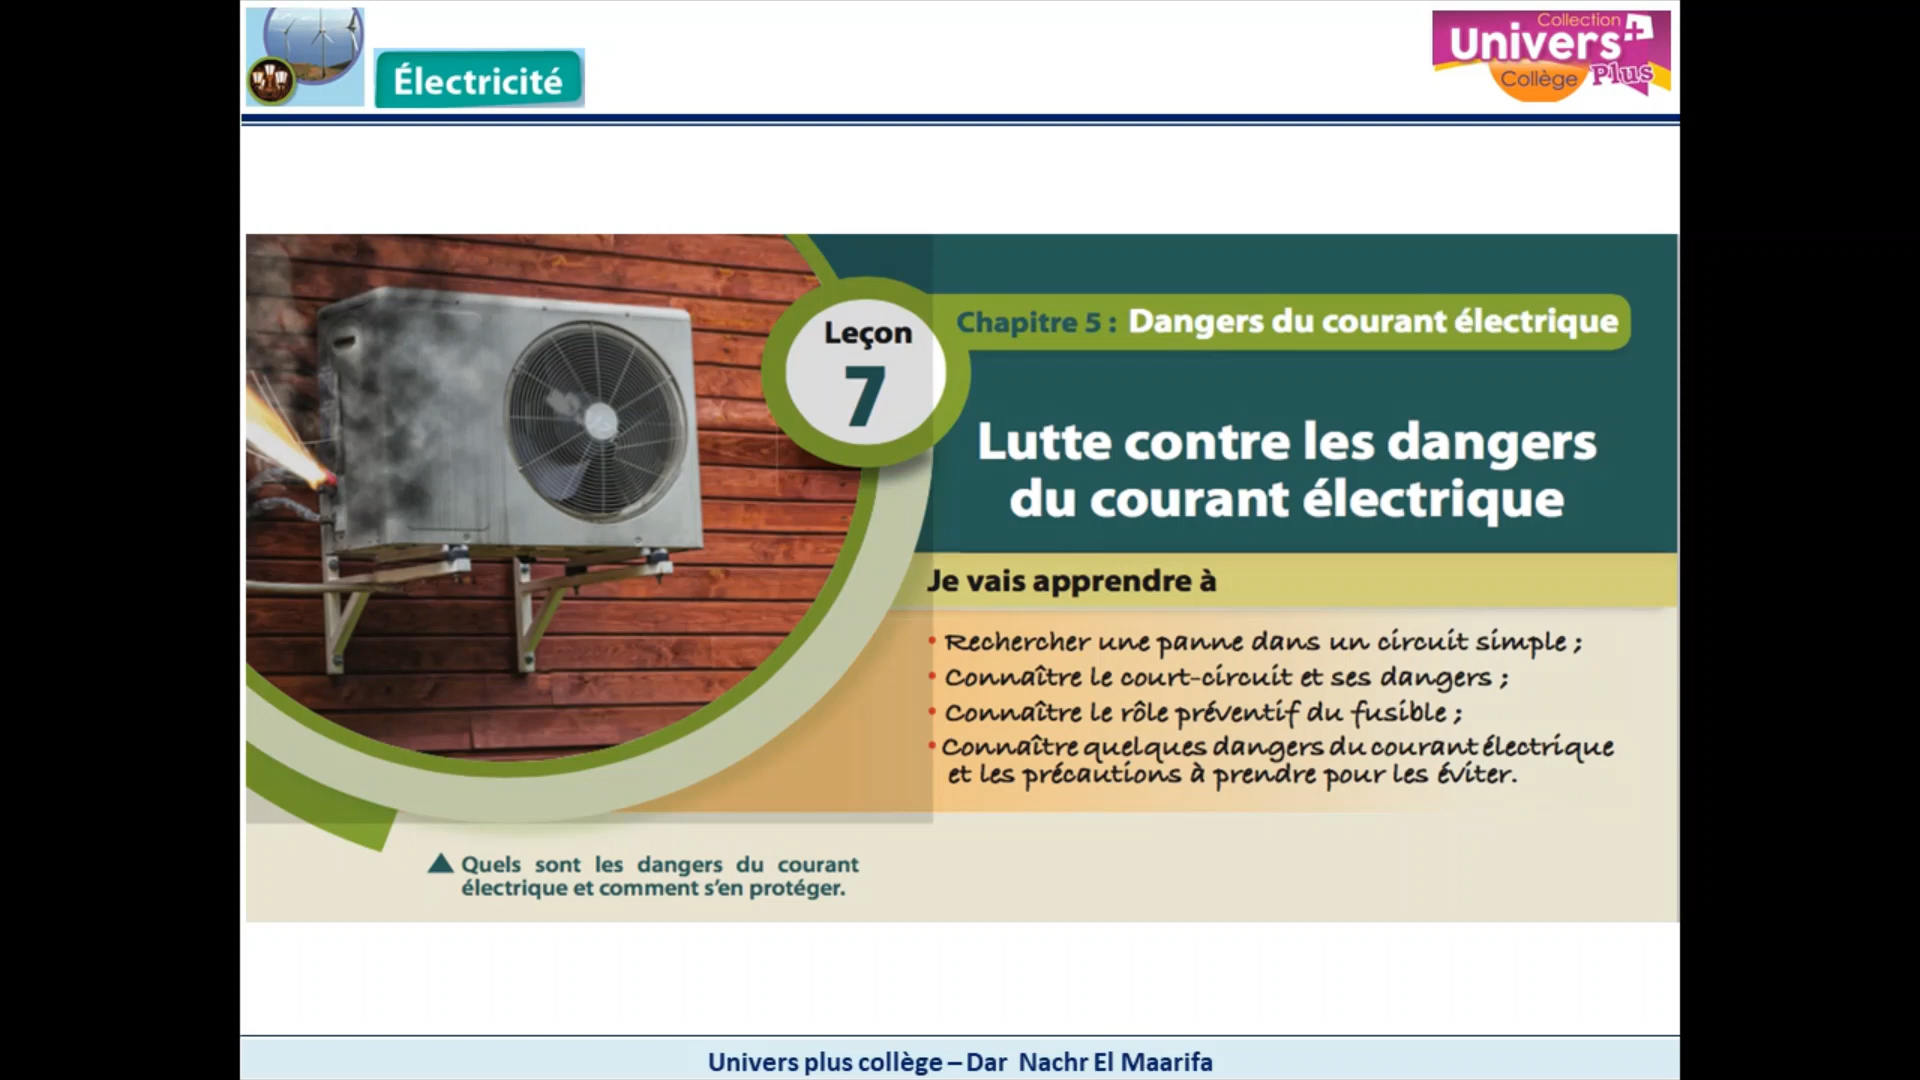 Électricité
Collection
Univers+
Collège Plus
Leçon
7
Chapitre 5 : Dangers du courant électrique
Lutte contre les dangers
du courant électrique
Je vais apprendre à
• Rechercher une panne dans un circuit simple ;
• Connaître le court-circuit et ses dangers ;
• Connaître le rôle préventif du fusible ;
• Connaître quelques dangers du courant électrique
et les précautions à prendre pour les éviter.
▲ Quels sont les dangers du courant
électrique et comment s'en protéger.
Univers plus collège – Dar Nachr El Maarifa